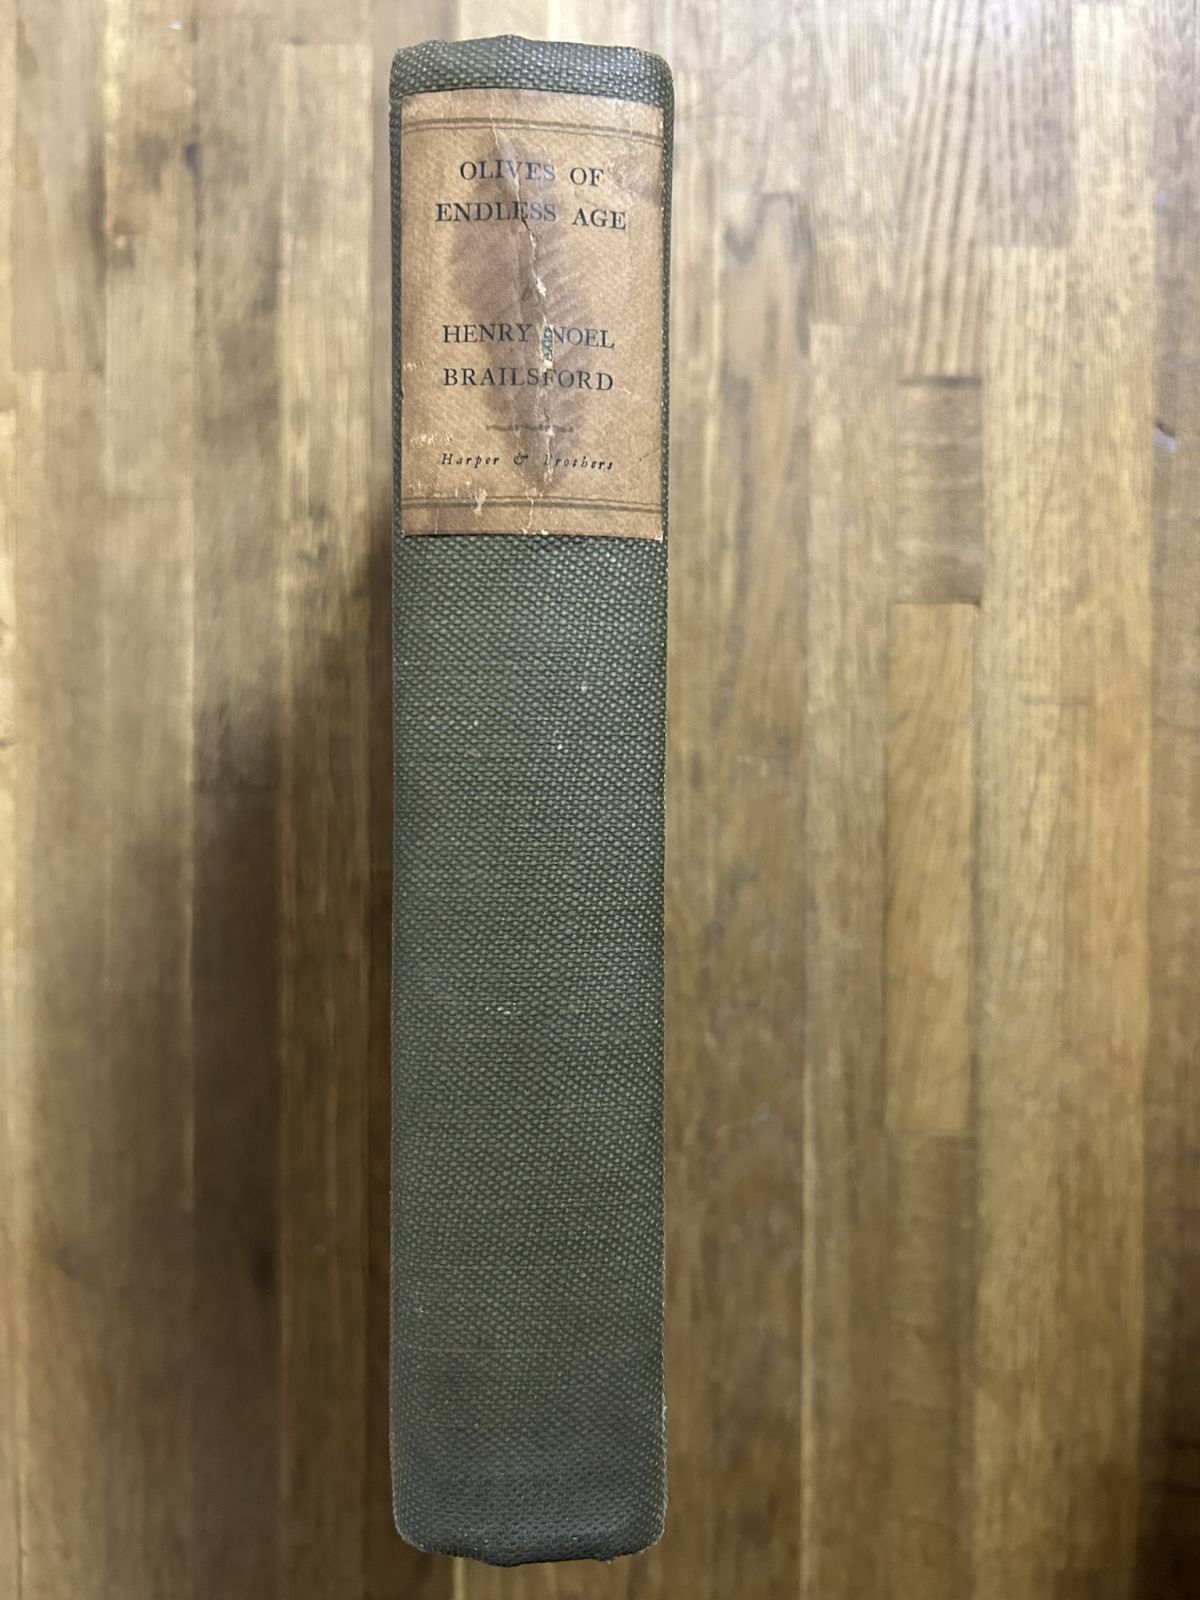 OLIVES OF
ENDLESS AGE
HENRY NOEL
BRAILSFORD
Harper & Brothers